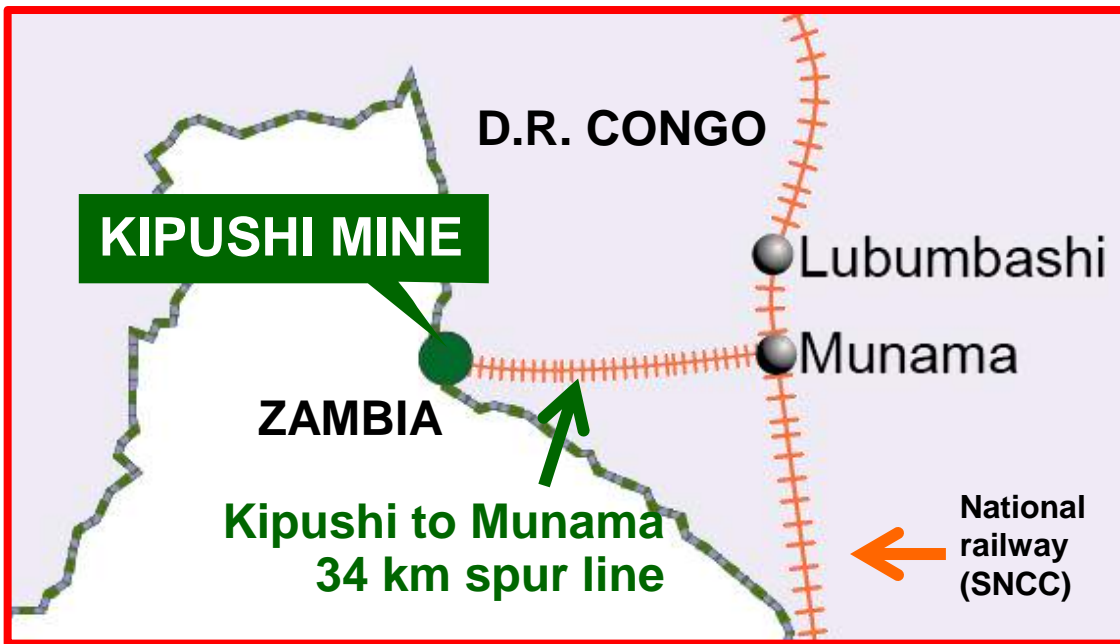 D.R. CONGO
KIPUSHI MINE
Lubumbashi
Munama
ZAMBIA
Kipushi to Munama
34 km spur line
National
railway
(SNCC)